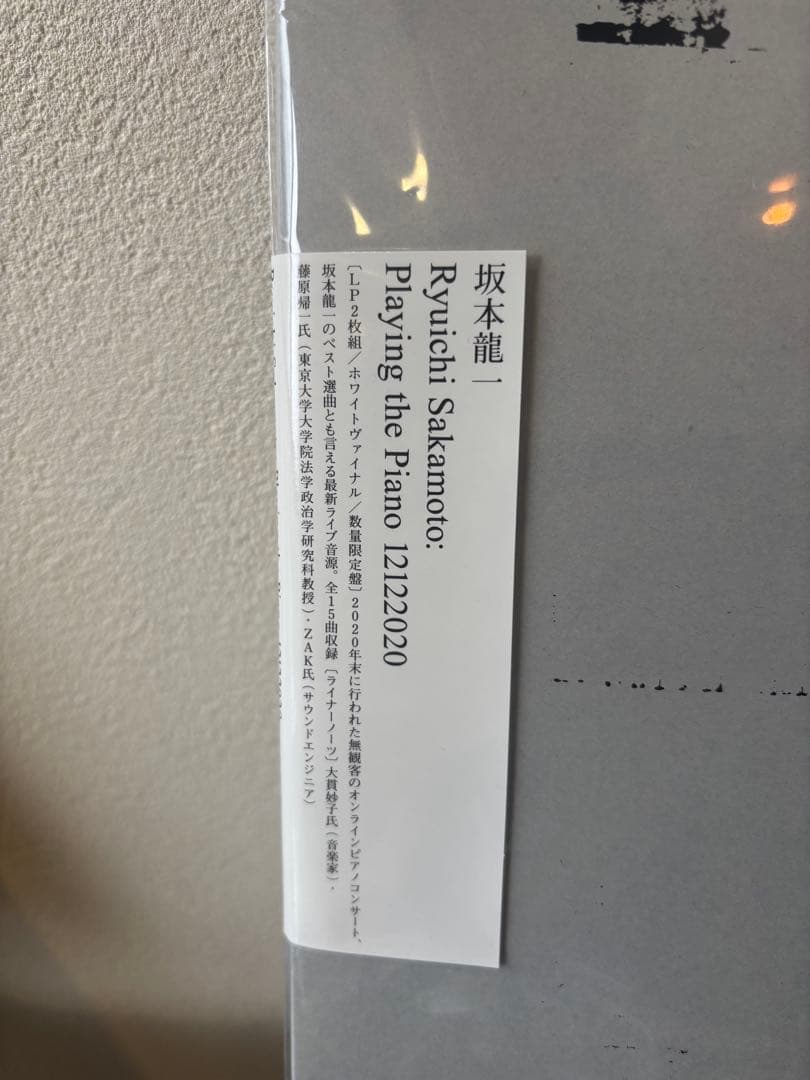 坂本龍一
Ryuichi Sakamoto:
Playing the Piano 12122020
〔LP2枚組／ホワイトヴァイナル／数量限定盤〕2020年末に行われた無観客のオンラインピアノコンサート、
坂本龍一のベスト選曲とも言える最新ライブ音源。全15曲収録〔ライナーノーツ〕大貫妙子氏（音楽家）、
藤原帰一氏（東京大学大学院法学政治学研究科教授）・ZAK氏（サウンドエンジニア）